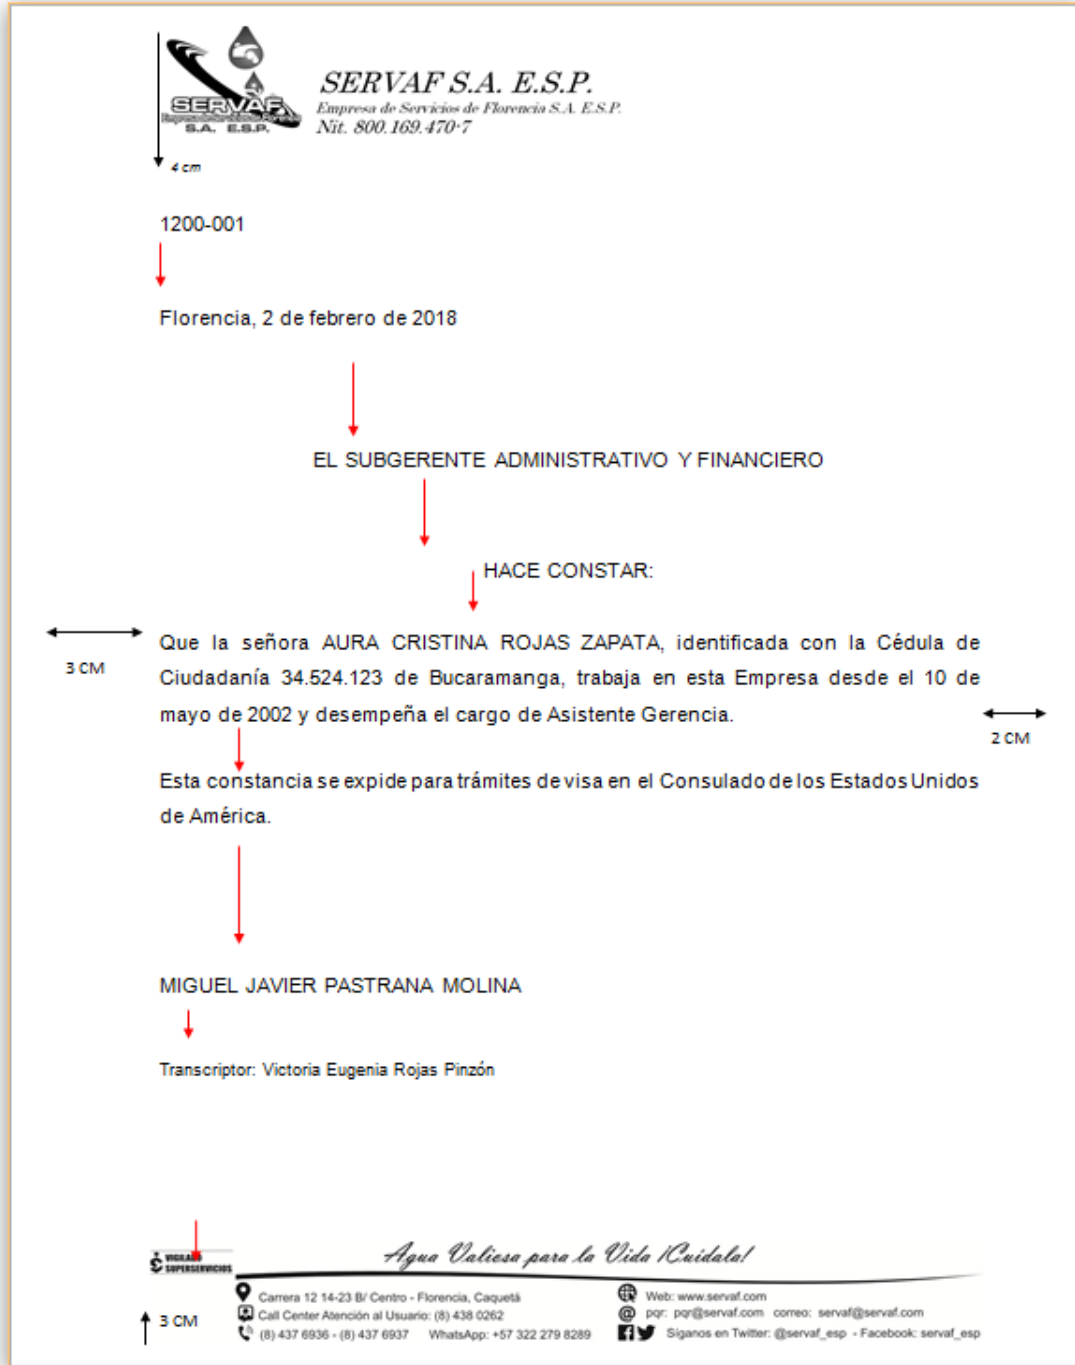 SERVAF
Empresa de Servicios de Florencia
S.A. E.S.P.
SERVAF S.A. E.S.P.
Empresa de Servicios de Florencia S.A. E.S.P.
Nit. 800.169.470-7
4 cm
1200-001
Florencia, 2 de febrero de 2018
EL SUBGERENTE ADMINISTRATIVO Y FINANCIERO
HACE CONSTAR:
Que la señora AURA CRISTINA ROJAS ZAPATA, identificada con la Cédula de
Ciudadanía 34.524.123 de Bucaramanga, trabaja en esta Empresa desde el 10 de
mayo de 2002 y desempeña el cargo de Asistente Gerencia.
3 CM
2 CM
Esta constancia se expide para trámites de visa en el Consulado de los Estados Unidos
de América.
MIGUEL JAVIER PASTRANA MOLINA
Transcriptor: Victoria Eugenia Rojas Pinzón
VIGILADO
SUPERSERVICIOS
Agua Valiosa para la Vida ¡Cuídala!
Carrera 12 14-23 B/ Centro - Florencia, Caquetá
Call Center Atención al Usuario: (8) 438 0262
(8) 437 6936 - (8) 437 6937 WhatsApp: +57 322 279 8289
Web: www.servaf.com
pqr: pqr@servaf.com correo: servaf@servaf.com
Síganos en Twitter: @servaf_esp - Facebook: servaf_esp
3 CM